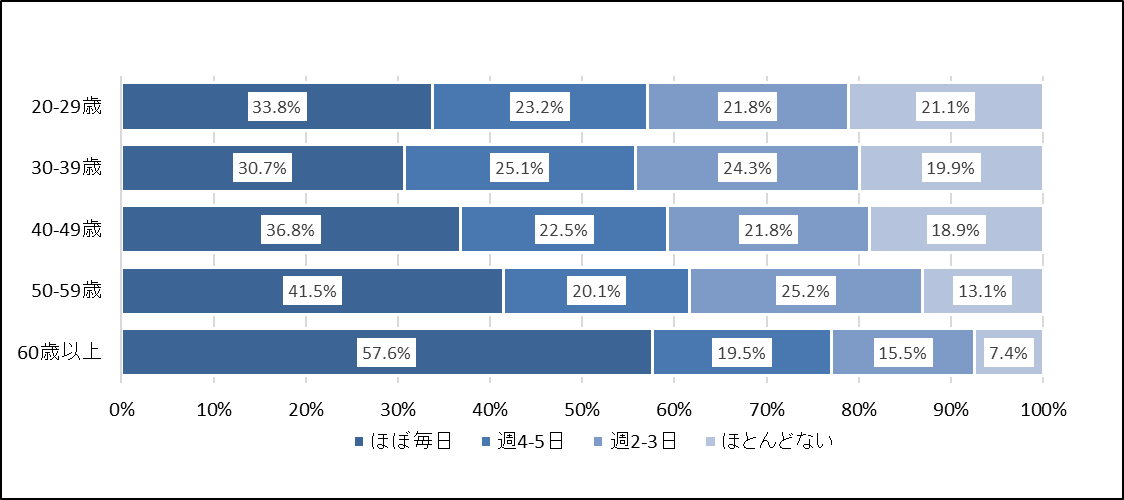 20-29歳 33.8% 23.2% 21.8% 21.1%
30-39歳 30.7% 25.1% 24.3% 19.9%
40-49歳 36.8% 22.5% 21.8% 18.9%
50-59歳 41.5% 20.1% 25.2% 13.1%
60歳以上 57.6% 19.5% 15.5% 7.4%
0% 10% 20% 30% 40% 50% 60% 70% 80% 90% 100%
ほぼ毎日 週4-5日 週2-3日 ほとんどない